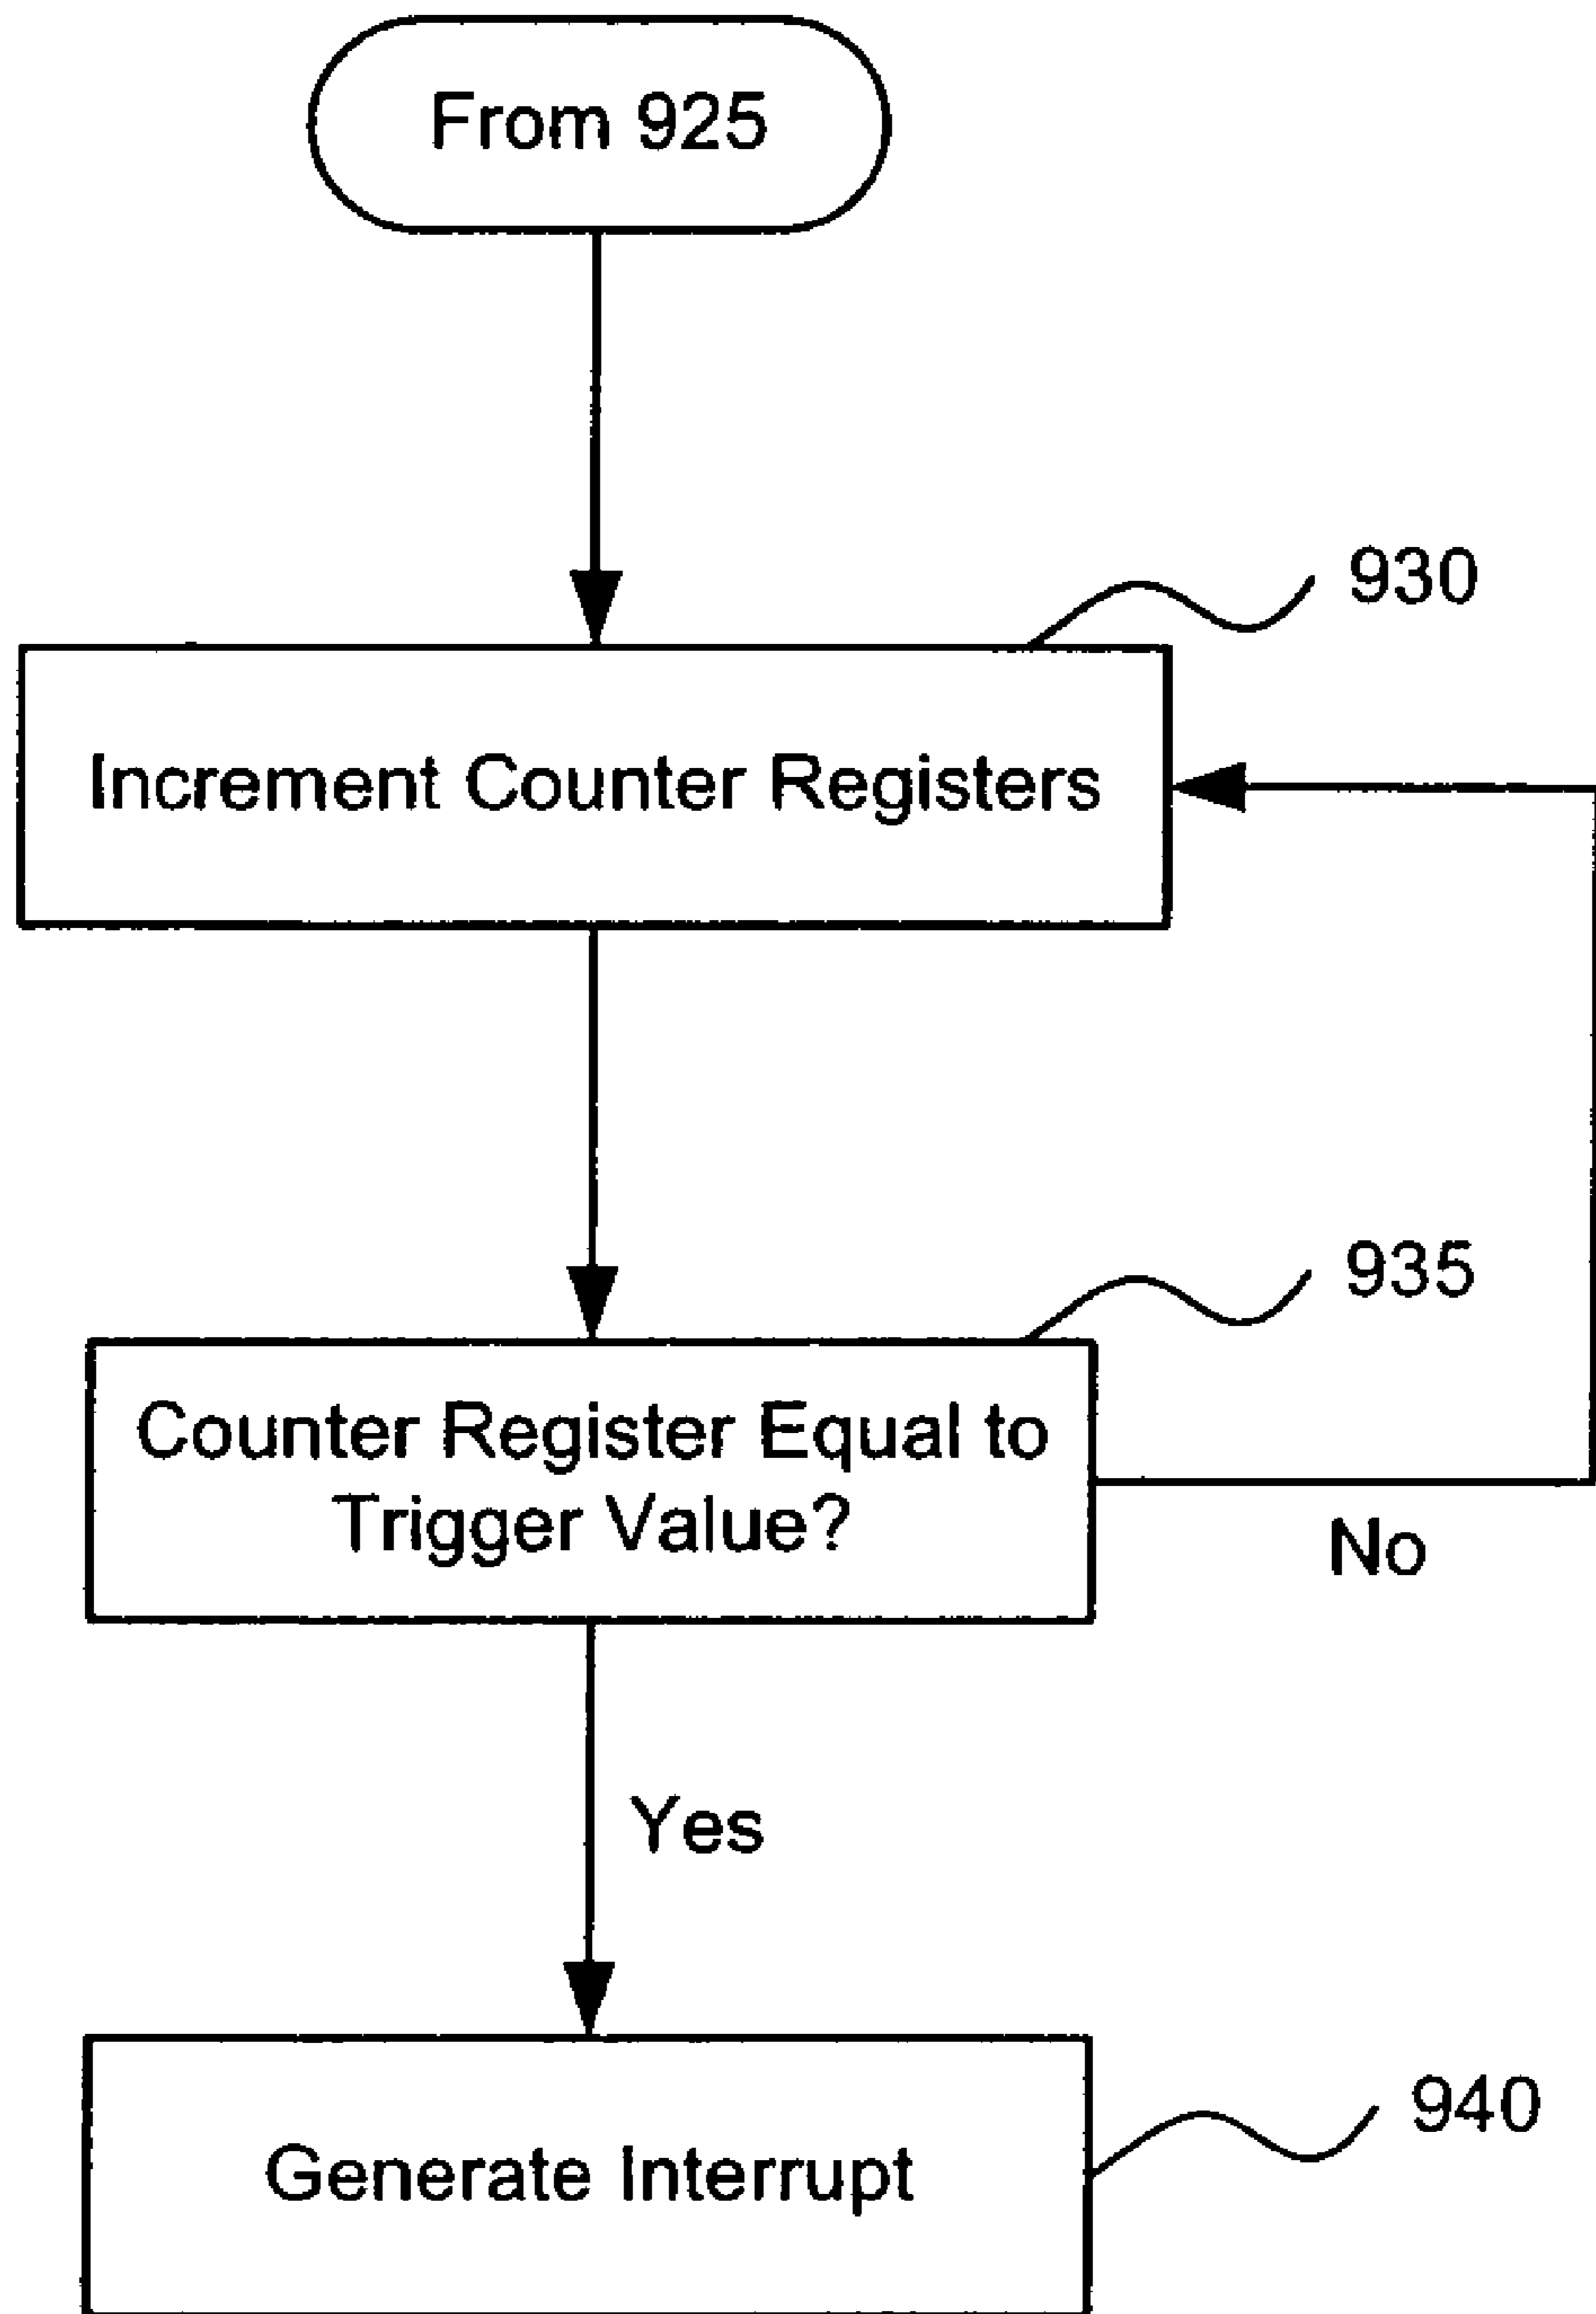 From 925
930
Increment Counter Registers
935
Counter Register Equal to
Trigger Value?
No
Yes
940
Generate Interrupt